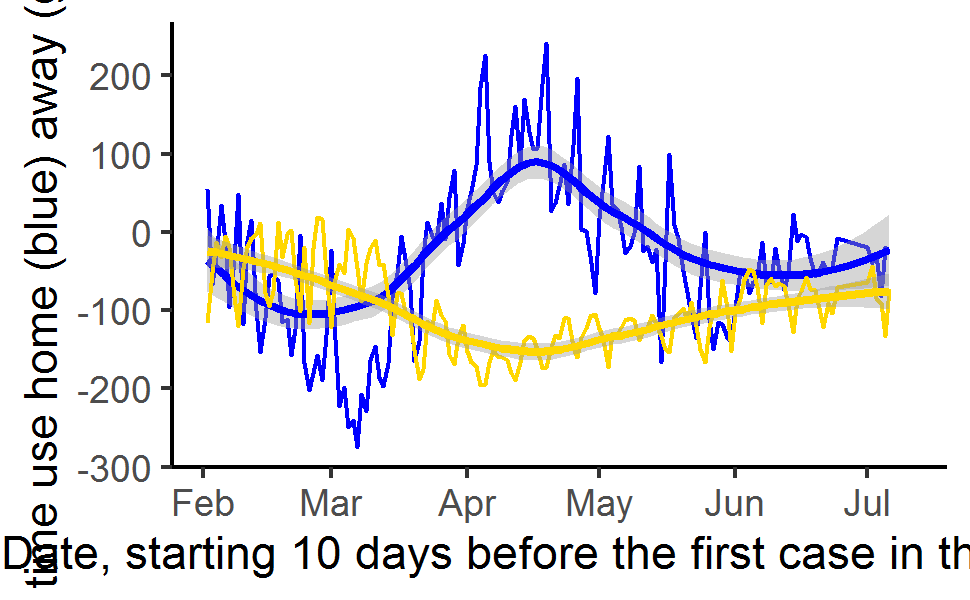 time use home (blue) away (
200
100
0
-100
-200
-300
Feb Mar Apr May Jun Jul
Date, starting 10 days before the first case in th